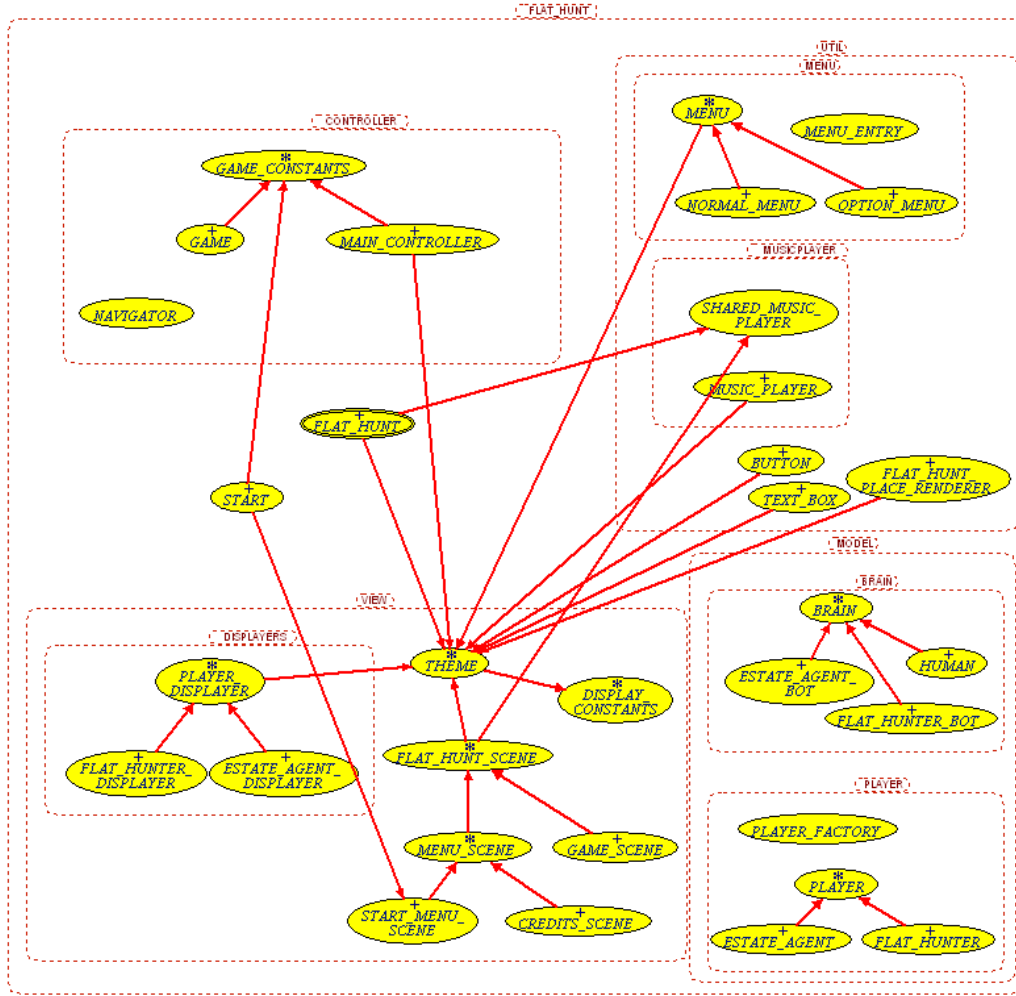 FLAT_HUNT
UTIL
MENU
*
MENU
MENU_ENTRY
+
NORMAL_MENU
+
OPTION_MENU
CONTROLLER
*
GAME_CONSTANTS
+
GAME
+
MAIN_CONTROLLER
NAVIGATOR
MUSICPLAYER
SHARED_MUSIC_
PLAYER
+
MUSIC_PLAYER
+
FLAT_HUNT
+
BUTTON
+
TEXT_BOX
+
FLAT_HUNT_
PLACE_RENDERER
+
START
MODEL
BRAIN
*
BRAIN
+
ESTATE_AGENT_
BOT
+
HUMAN
+
FLAT_HUNTER_BOT
VIEW
DISPLAYERS
*
PLAYER_
DISPLAYER
+
FLAT_HUNTER_
DISPLAYER
+
ESTATE_AGENT_
DISPLAYER
*
THEME
*
DISPLAY_
CONSTANTS
*
FLAT_HUNT_SCENE
*
MENU_SCENE
+
GAME_SCENE
+
START_MENU_
SCENE
+
CREDITS_SCENE
PLAYER
PLAYER_FACTORY
*
PLAYER
+
ESTATE_AGENT
+
FLAT_HUNTER